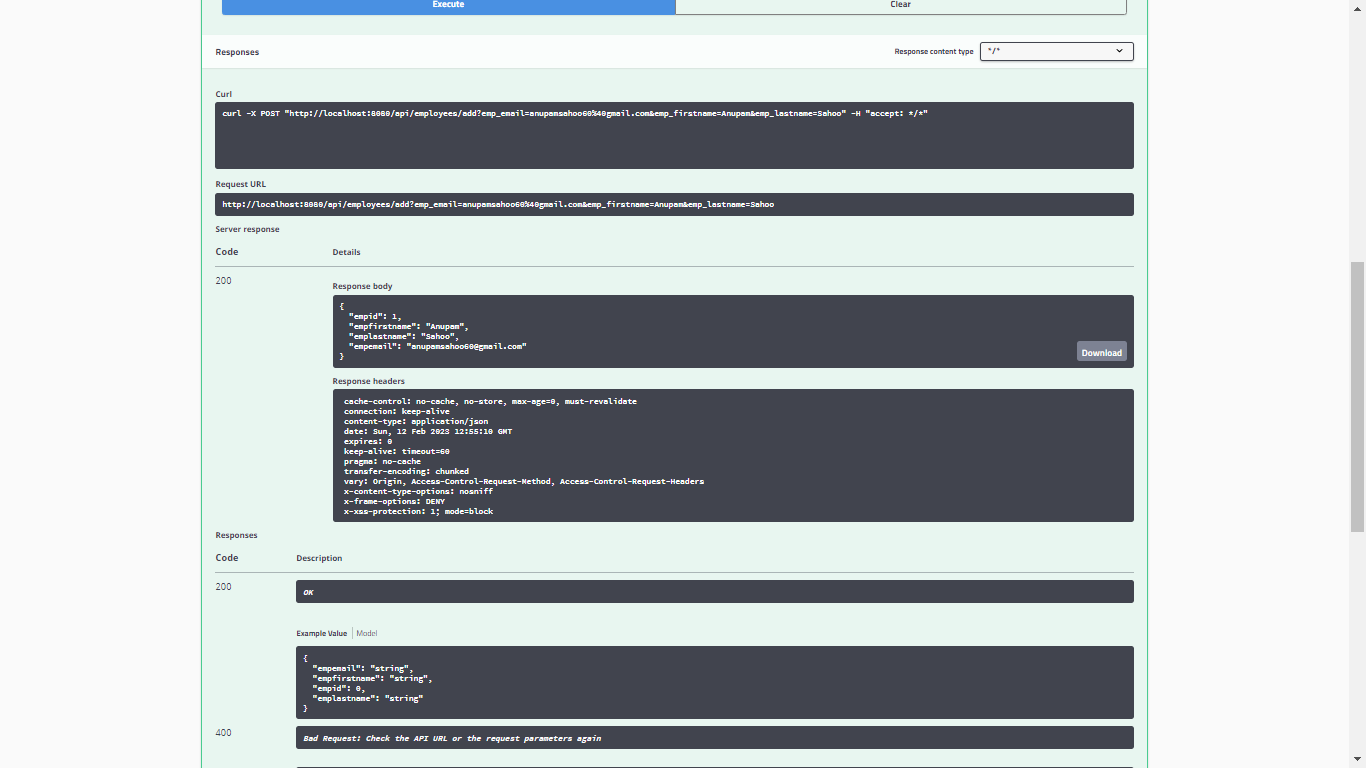 Execute
Clear
Responses
Response content type
*/*
Curl
curl -X POST "http://localhost:8080/api/employees/add?emp_email=anupamsahoo60%40gmail.com&emp_firstname=Anupam&emp_lastname=Sahoo" -H "accept: */*"
Request URL
http://localhost:8080/api/employees/add?emp_email=anupamsahoo60%40gmail.com&emp_firstname=Anupam&emp_lastname=Sahoo
Server response
Code
Details
200
Response body
{
  "empid": 1,
  "empfirstname": "Anupam",
  "emplastname": "Sahoo",
  "empemail": "anupamsahoo60@gmail.com"
}
Download
Response headers
cache-control: no-cache, no-store, max-age=0, must-revalidate
connection: keep-alive
content-type: application/json
date: Sun, 12 Feb 2023 12:55:10 GMT
expires: 0
keep-alive: timeout=60
pragma: no-cache
transfer-encoding: chunked
vary: Origin, Access-Control-Request-Method, Access-Control-Request-Headers
x-content-type-options: nosniff
x-frame-options: DENY
x-xss-protection: 1; mode=block
Responses
Code
Description
200
OK
Example Value
Model
{
  "empemail": "string",
  "empfirstname": "string",
  "empid": 0,
  "emplastname": "string"
}
400
Bad Request: Check the API URL or the request parameters again